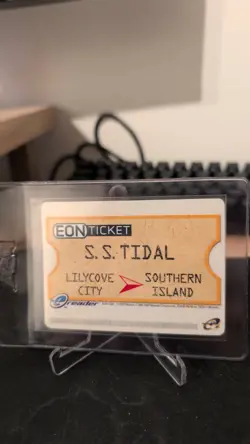 EON TICKET
S.S. TIDAL
LILYCOVE CITY
SOUTHERN ISLAND
e reader